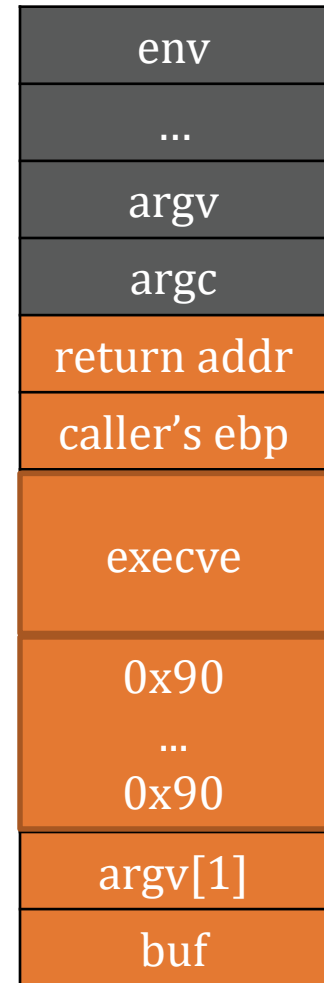 env
...
argv
argc
return addr
caller’s ebp
execve
0x90
...
0x90
argv[1]
buf